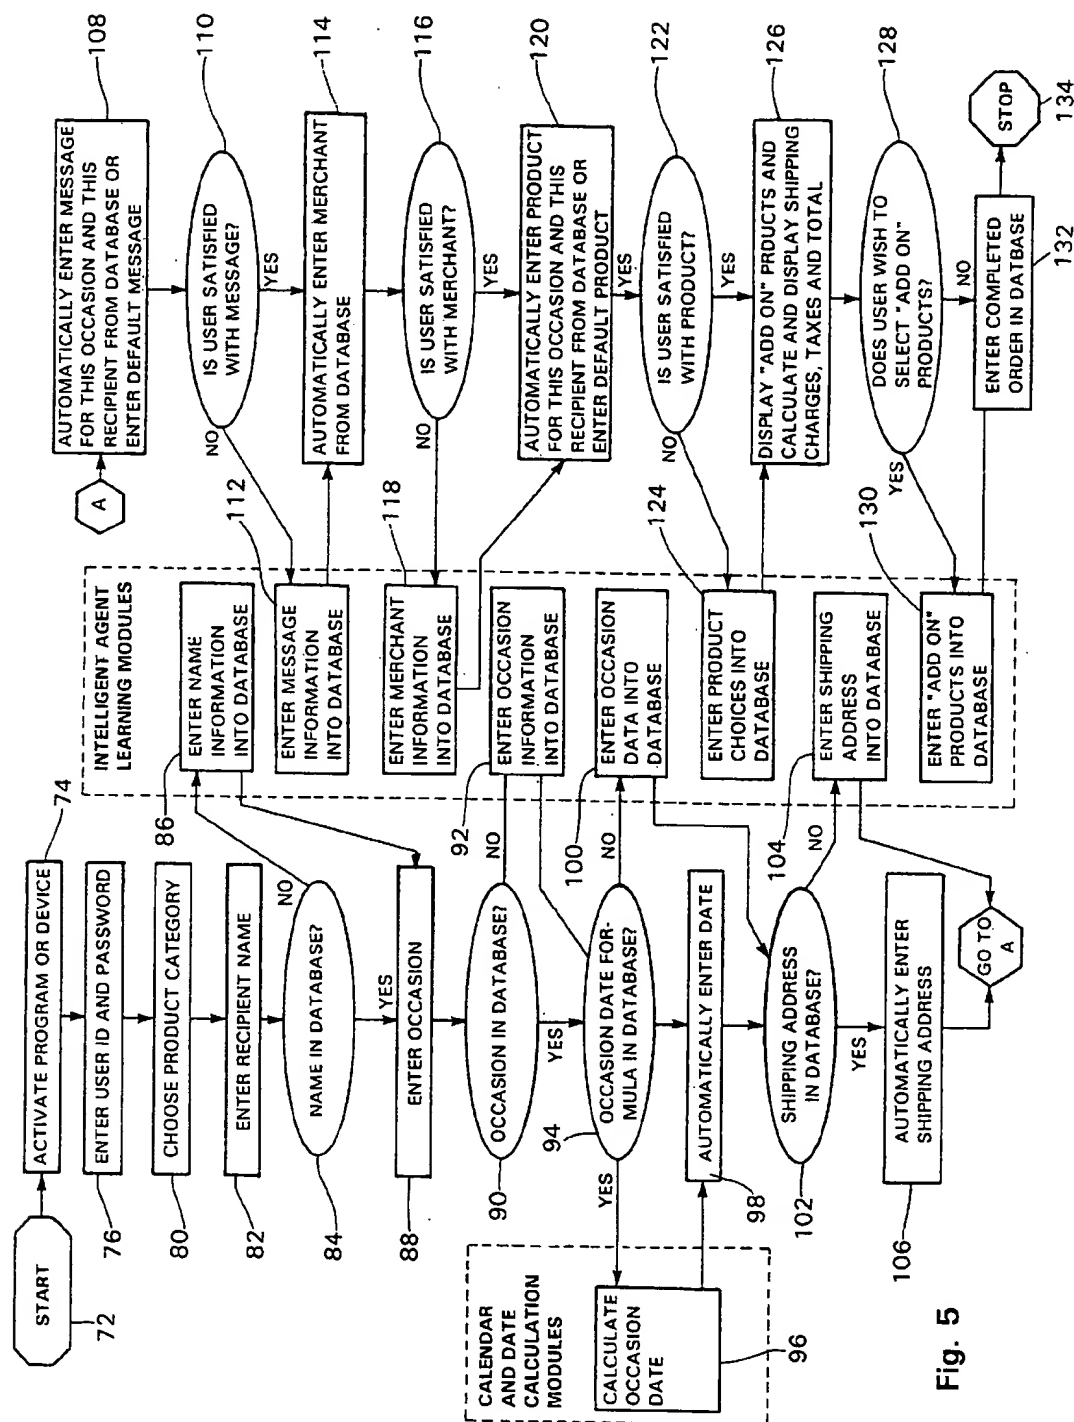 START
72
ACTIVATE PROGRAM OR DEVICE
74
ENTER USER ID AND PASSWORD
76
CHOOSE PRODUCT CATEGORY
80
ENTER RECIPIENT NAME
82
NAME IN DATABASE?
84
NO
YES
ENTER OCCASION
88
OCCASION IN DATABASE?
90
NO
YES
OCCASION DATE FOR-
MULA IN DATABASE?
94
NO
YES
CALENDAR
AND DATE
CALCULATION
MODULES
CALCULATE
OCCASION
DATE
96
AUTOMATICALLY ENTER DATE
98
SHIPPING ADDRESS
IN DATABASE?
102
NO
YES
AUTOMATICALLY ENTER
SHIPPING ADDRESS
106
GO TO
A
INTELLIGENT AGENT
LEARNING MODULES
ENTER NAME
INFORMATION
INTO DATABASE
86
ENTER MESSAGE
INFORMATION
INTO DATABASE
112
ENTER MERCHANT
INFORMATION
INTO DATABASE
118
ENTER OCCASION
INFORMATION
INTO DATABASE
92
ENTER OCCASION
DATA INTO
DATABASE
100
ENTER PRODUCT
CHOICES INTO
DATABASE
124
ENTER SHIPPING
ADDRESS
INTO DATABASE
104
ENTER "ADD ON"
PRODUCTS INTO
DATABASE
130
A
AUTOMATICALLY ENTER MESSAGE
FOR THIS OCCASION AND THIS
RECIPIENT FROM DATABASE OR
ENTER DEFAULT MESSAGE
108
IS USER SATISFIED
WITH MESSAGE?
110
NO
YES
AUTOMATICALLY ENTER MERCHANT
FROM DATABASE
114
IS USER SATISFIED
WITH MERCHANT?
116
NO
YES
AUTOMATICALLY ENTER PRODUCT
FOR THIS OCCASION AND THIS
RECIPIENT FROM DATABASE OR
ENTER DEFAULT PRODUCT
120
YES
IS USER SATISFIED
WITH PRODUCT?
122
NO
YES
DISPLAY "ADD ON" PRODUCTS AND
CALCULATE AND DISPLAY SHIPPING
CHARGES, TAXES AND TOTAL
126
DOES USER WISH TO
SELECT "ADD ON"
PRODUCTS?
128
YES
NO
ENTER COMPLETED
ORDER IN DATBASE
132
STOP
134
Fig. 5